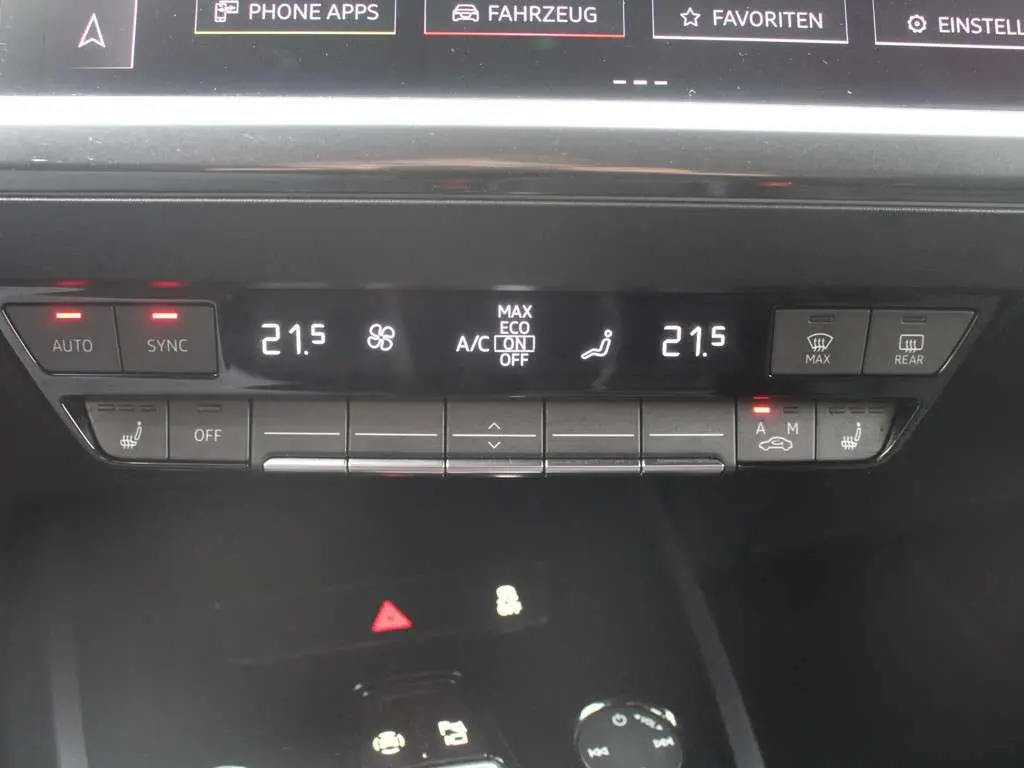 PHONE APPS
FAHRZEUG
FAVORITEN
EINSTELL
AUTO
SYNC
21.5
A/C
MAX
ECO
ON
OFF
21.5
MAX
REAR
OFF
A M